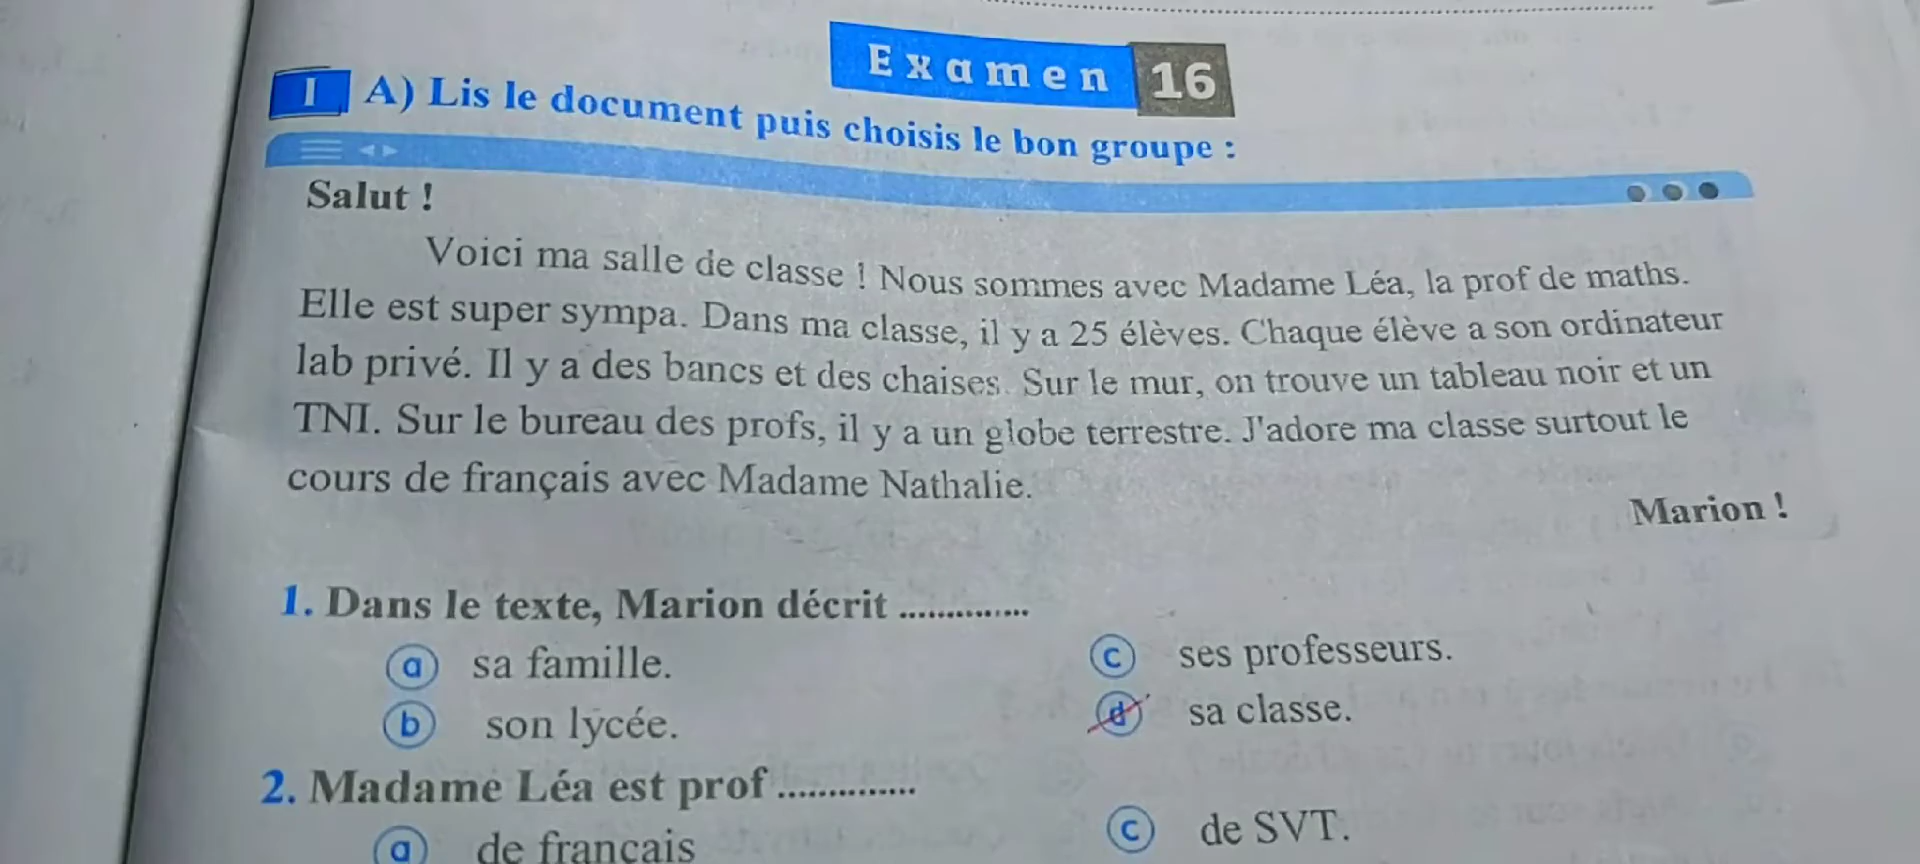 Examen 16
I A) Lis le document puis choisis le bon groupe :
Salut !
Voici ma salle de classe ! Nous sommes avec Madame Léa, la prof de maths.
Elle est super sympa. Dans ma classe, il y a 25 élèves. Chaque élève a son ordinateur
lab privé. Il y a des bancs et des chaises. Sur le mur, on trouve un tableau noir et un
TNI. Sur le bureau des profs, il y a un globe terrestre. J'adore ma classe surtout le
cours de français avec Madame Nathalie.
Marion !
1. Dans le texte, Marion décrit ..............
a sa famille.
b son lycée.
c ses professeurs.
d sa classe.
2. Madame Léa est prof ..............
a de français
c de SVT.